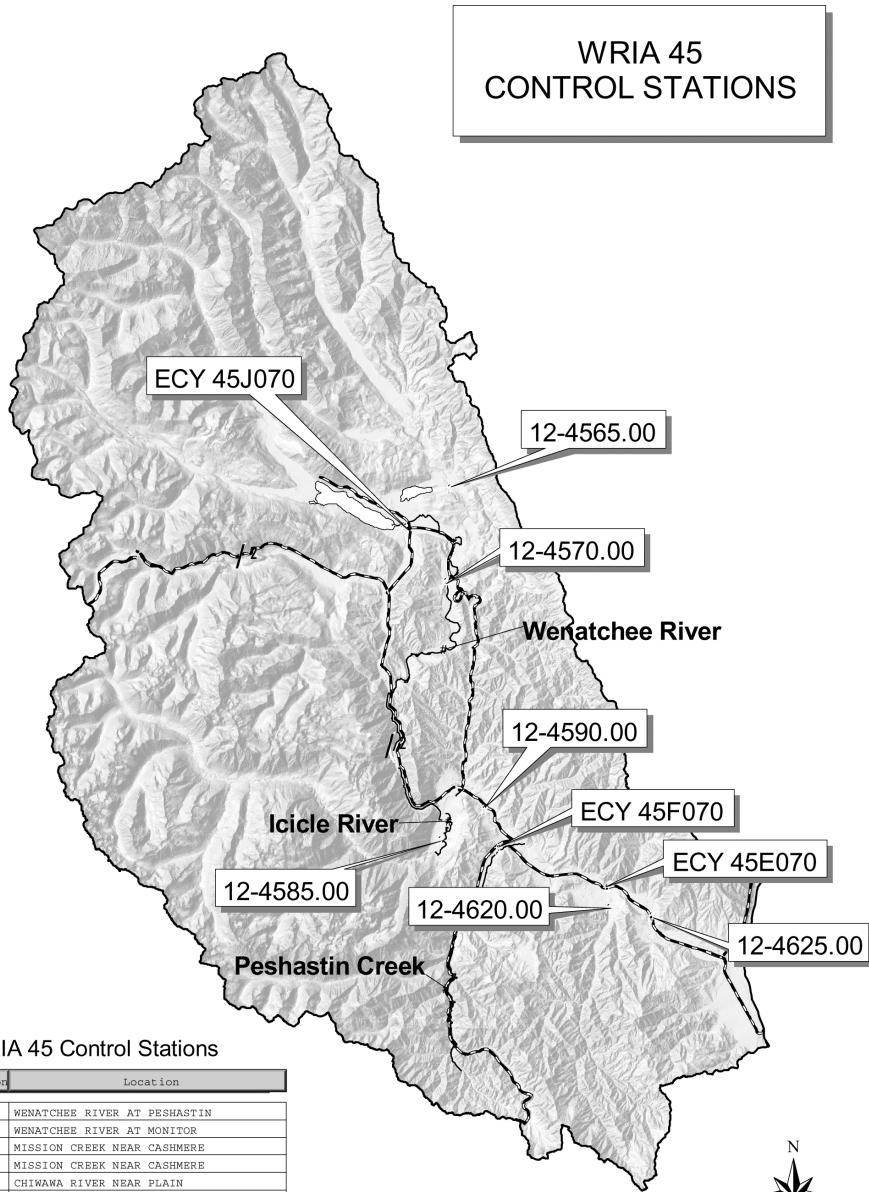 WRIA 45
CONTROL STATIONS
ECY 45J070
12-4565.00
12-4570.00
Wenatchee River
12-4590.00
Icicle River
ECY 45F070
ECY 45E070
12-4585.00
12-4620.00
12-4625.00
Peshastin Creek
IA 45 Control Stations
on Location
WENATCHEE RIVER AT PESHASTIN
WENATCHEE RIVER AT MONITOR
MISSION CREEK NEAR CASHMERE
MISSION CREEK NEAR CASHMERE
CHIWAWA RIVER NEAR PLAIN
N